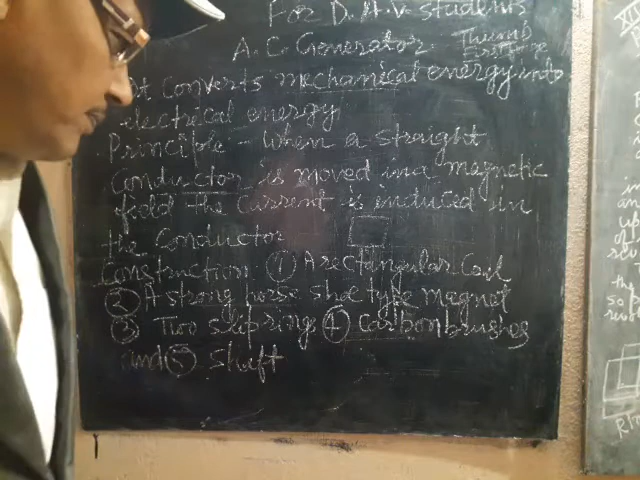 For D.A.V. students
A.C. Generator Thumb
It converts mechanical energy into
electrical energy
Principle - When a straight
Conductor is moved in a magnetic
field the current is induced in
the Conductor
Construction ① A rectangular Coil
② A strong horse shoe type magnet
③ Two slip rings ④ Carbon brushes
and ⑤ Shaft